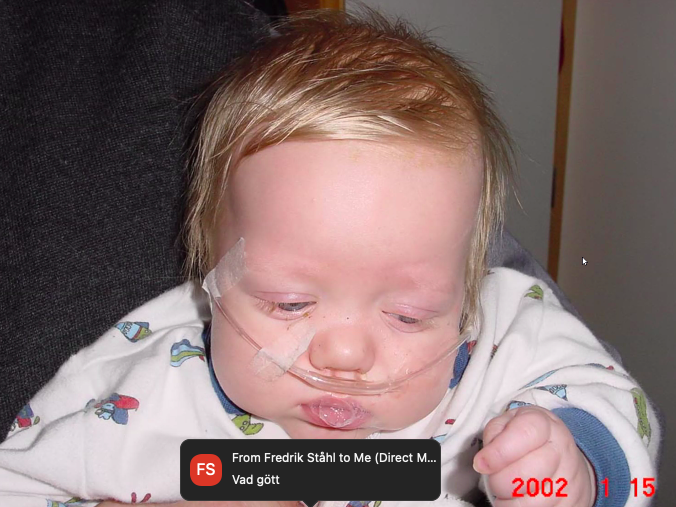 FS
From Fredrik Ståhl to Me (Direct M...
Vad gött
2002 1 15